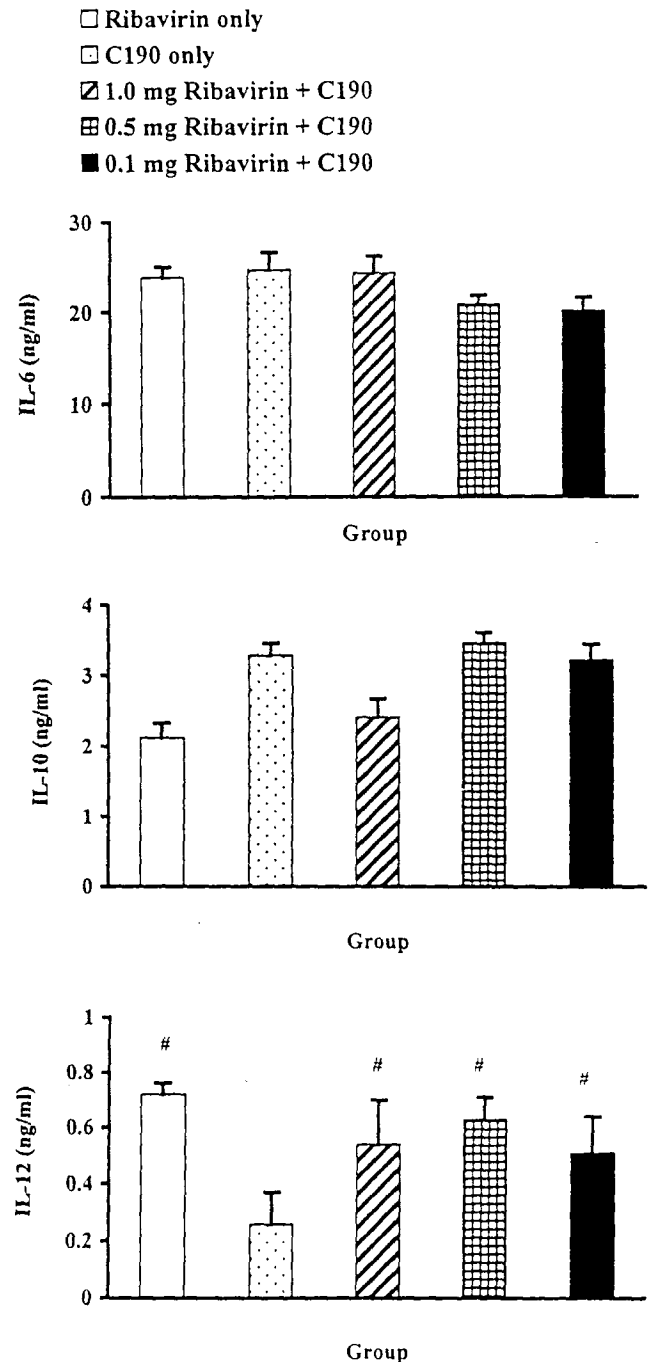 Ribavirin only
C190 only
1.0 mg Ribavirin + C190
0.5 mg Ribavirin + C190
0.1 mg Ribavirin + C190
30
20
10
0
IL-6 (ng/ml)
Group
4
3
2
1
0
IL-10 (ng/ml)
Group
1
0.8
0.6
0.4
0.2
0
IL-12 (ng/ml)
# # # #
Group